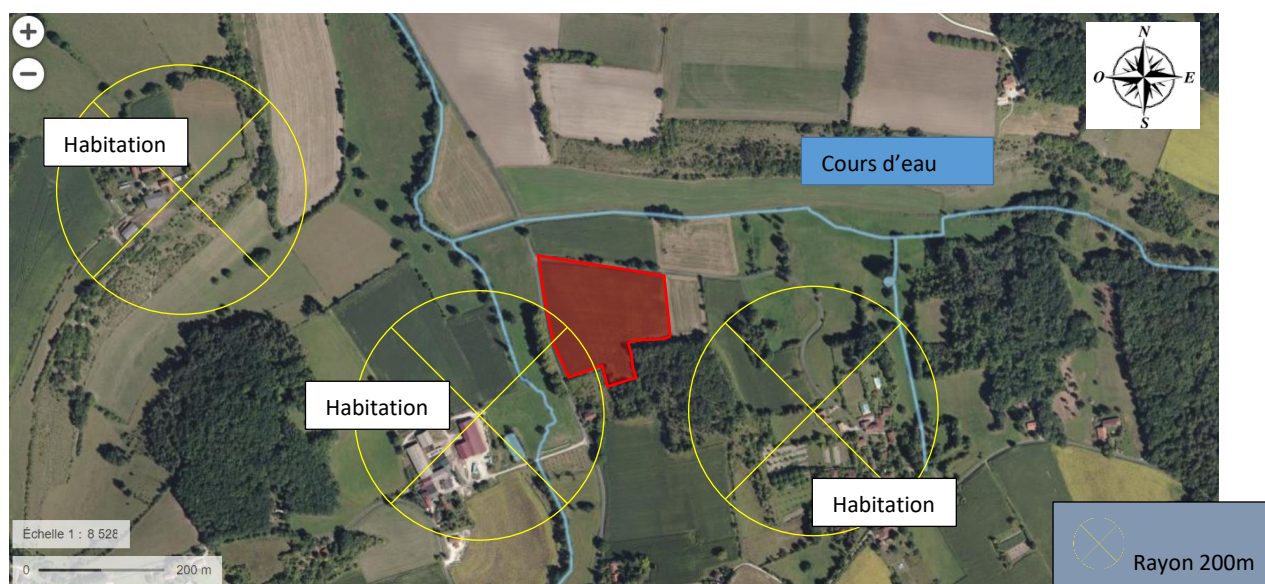 +
−
N
O
E
S
Habitation
Cours d'eau
Habitation
Habitation
Échelle 1 : 8 528
0
200 m
Rayon 200m